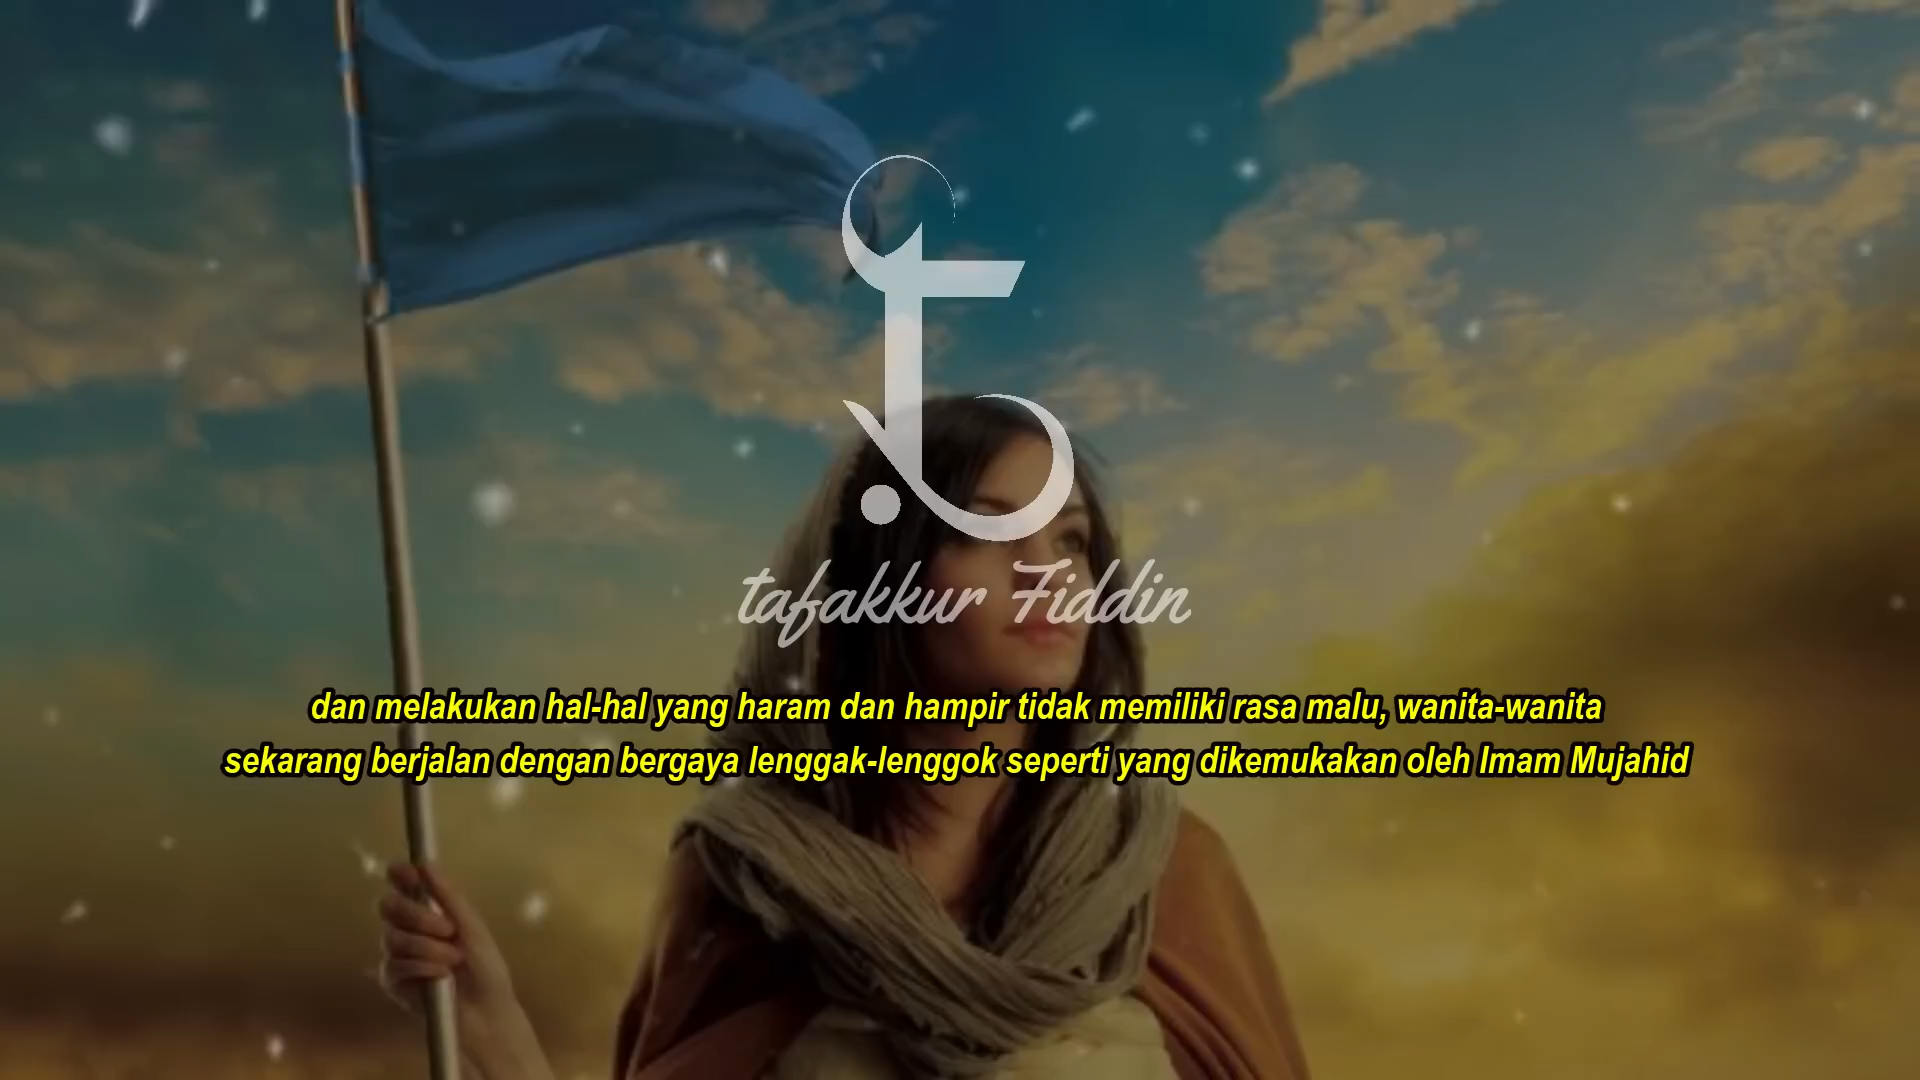 tafakkur Fiddin
dan melakukan hal-hal yang haram dan hampir tidak memiliki rasa malu, wanita-wanita
sekarang berjalan dengan bergaya lenggak-lenggok seperti yang dikemukakan oleh Imam Mujahid